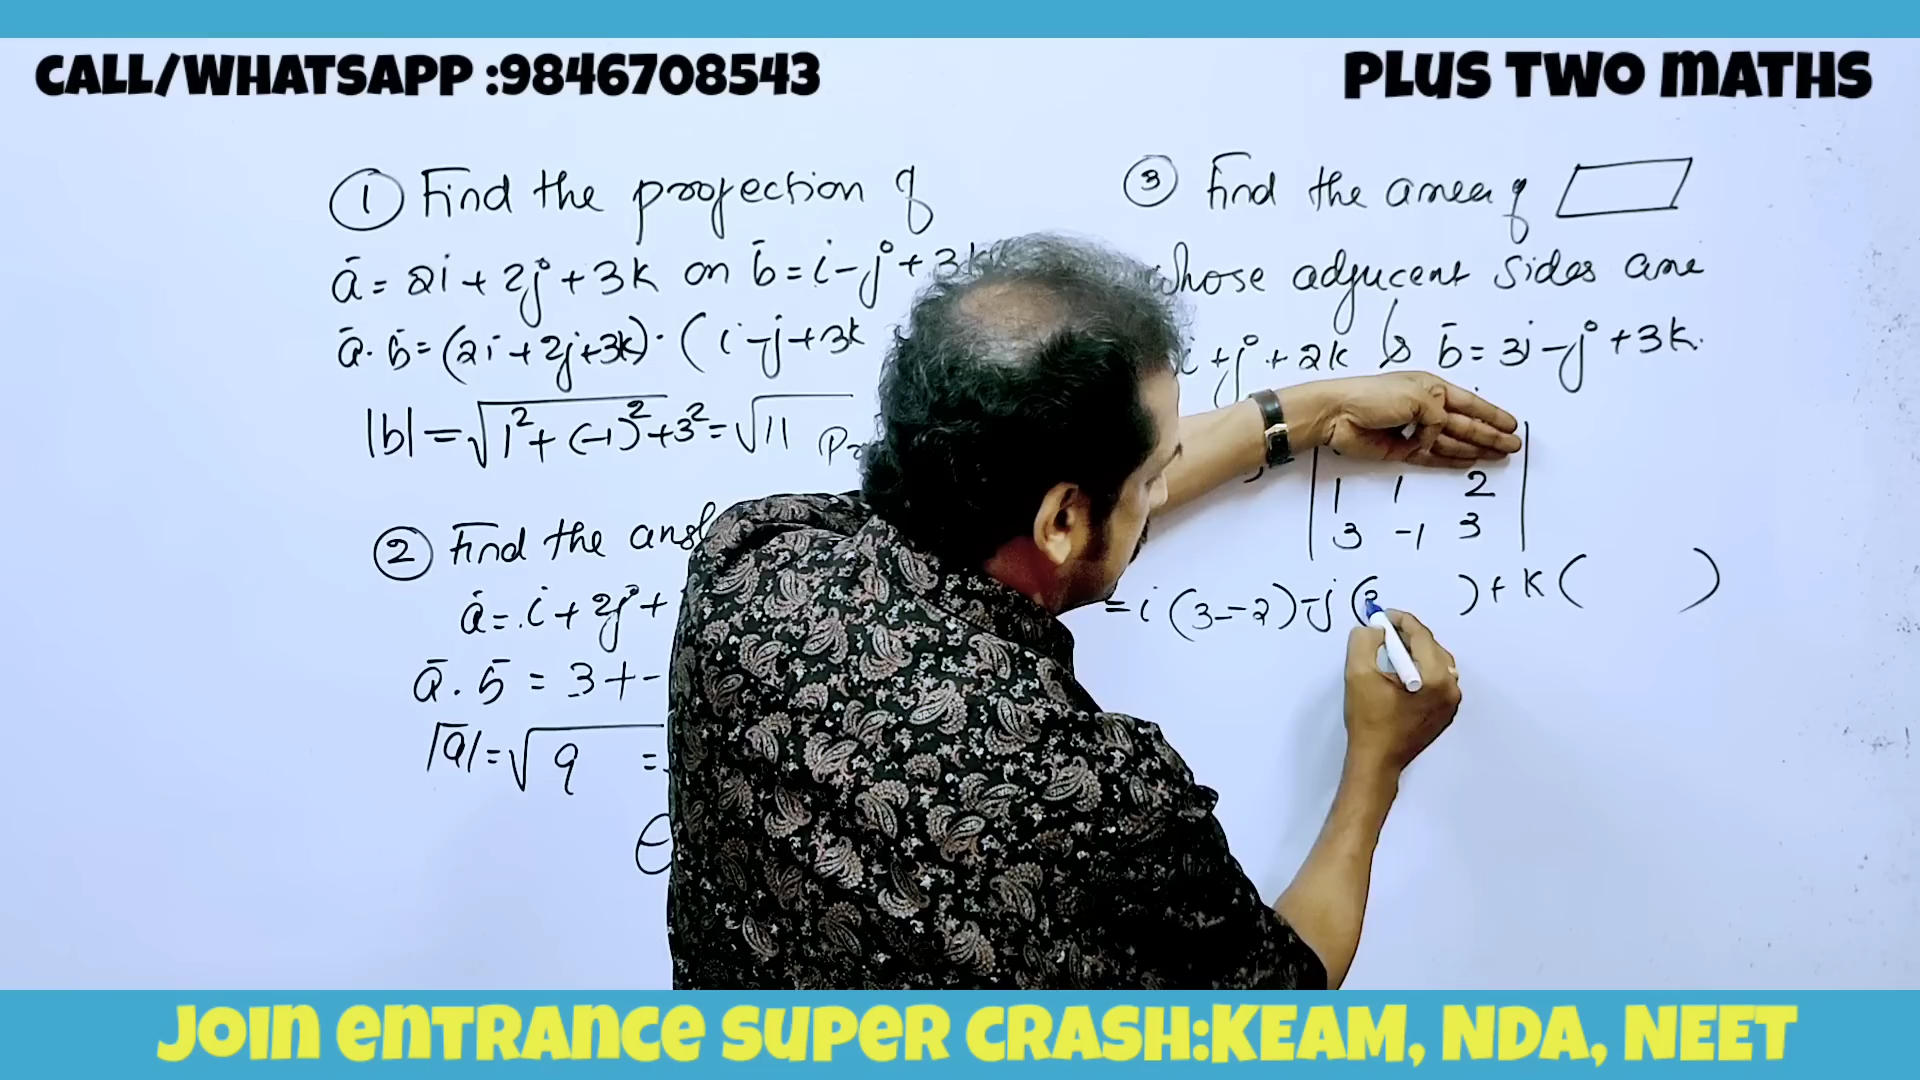 CALL/WHATSAPP :9846708543
PLUS TWO MATHS
① Find the projection of
ā = 2i + 2j + 3k on b̄ = i - j + 3k
ā. b̄ = (2i + 2j + 3k) . (i - j + 3k
|b| = √1² + (-1)² + 3² = √11
② Find the
ā = i + 2j +
ā . b̄ = 3 + -
|ā| = √9 =
θ
③ Find the area of
whose adjucent sides are
i + j + 2k & b̄ = 3i - j + 3k.
1 1 2
3 -1 3
= i (3 - - 2) - j (3 ) + k ( )
JOIN ENTRANCE SUPER CRASH:KEAM, NDA, NEET